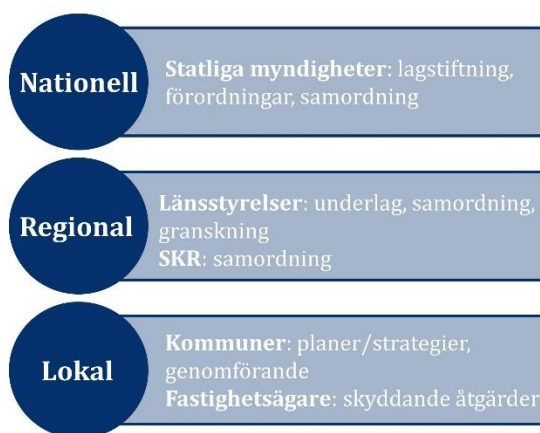 Nationell
Statliga myndigheter: lagstiftning,
förordningar, samordning
Regional
Länsstyrelser: underlag, samordning,
granskning
SKR: samordning
Lokal
Kommuner: planer/strategier,
genomförande
Fastighetsägare: skyddande åtgärder